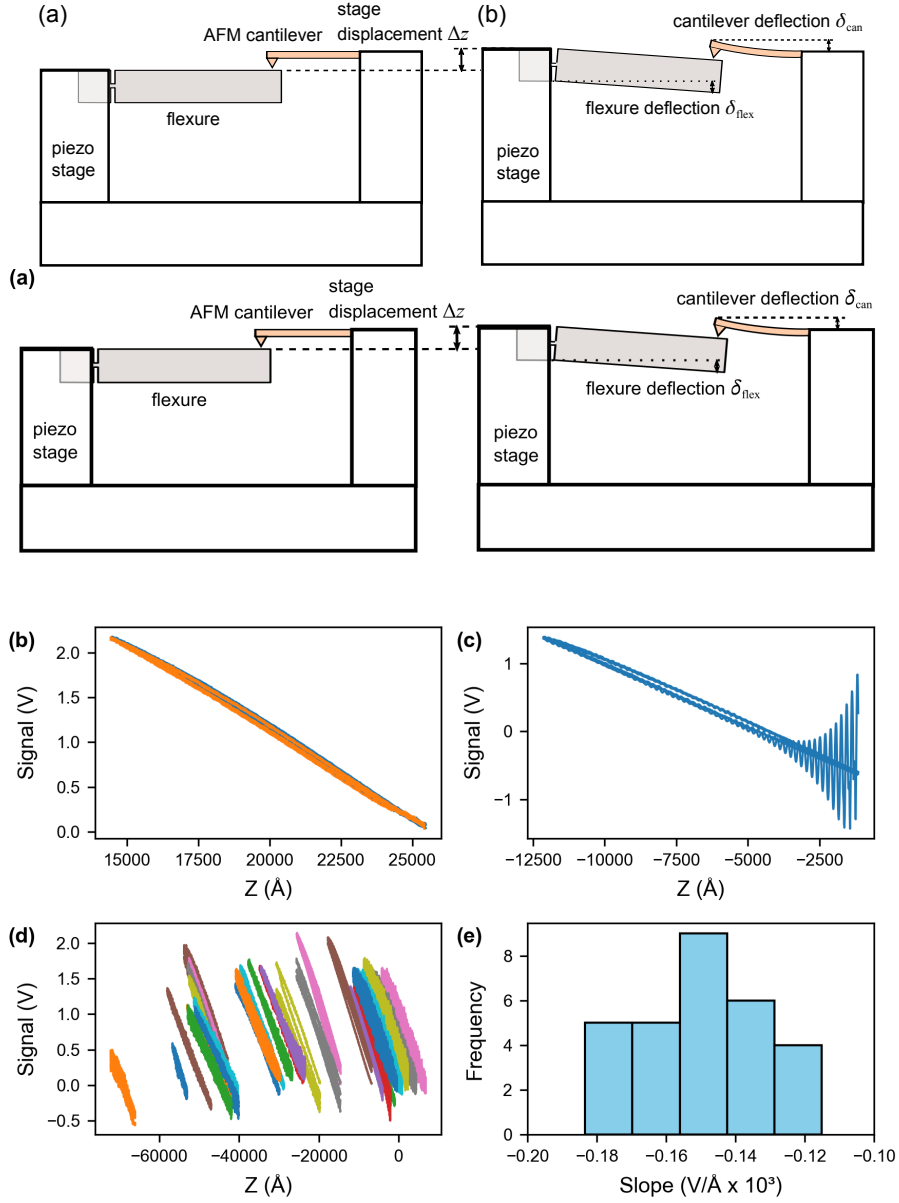 (a)
stage
displacement Δz
AFM cantilever
flexure
piezo
stage
(b)
cantilever deflection δcan
flexure deflection δflex
(a)
stage
displacement Δz
AFM cantilever
flexure
piezo
stage
cantilever deflection δcan
flexure deflection δflex
piezo
stage
(b)
Signal (V)
2.0
1.5
1.0
0.5
0.0
15000 17500 20000 22500 25000
Z (Å)
(c)
Signal (V)
1
0
−1
−12500 −10000 −7500 −5000 −2500
Z (Å)
(d)
Signal (V)
2.0
1.5
1.0
0.5
0.0
−0.5
−60000 −40000 −20000 0
Z (Å)
(e)
Frequency
8
6
4
2
0
−0.20 −0.18 −0.16 −0.14 −0.12 −0.10
Slope (V/Å x 10³)